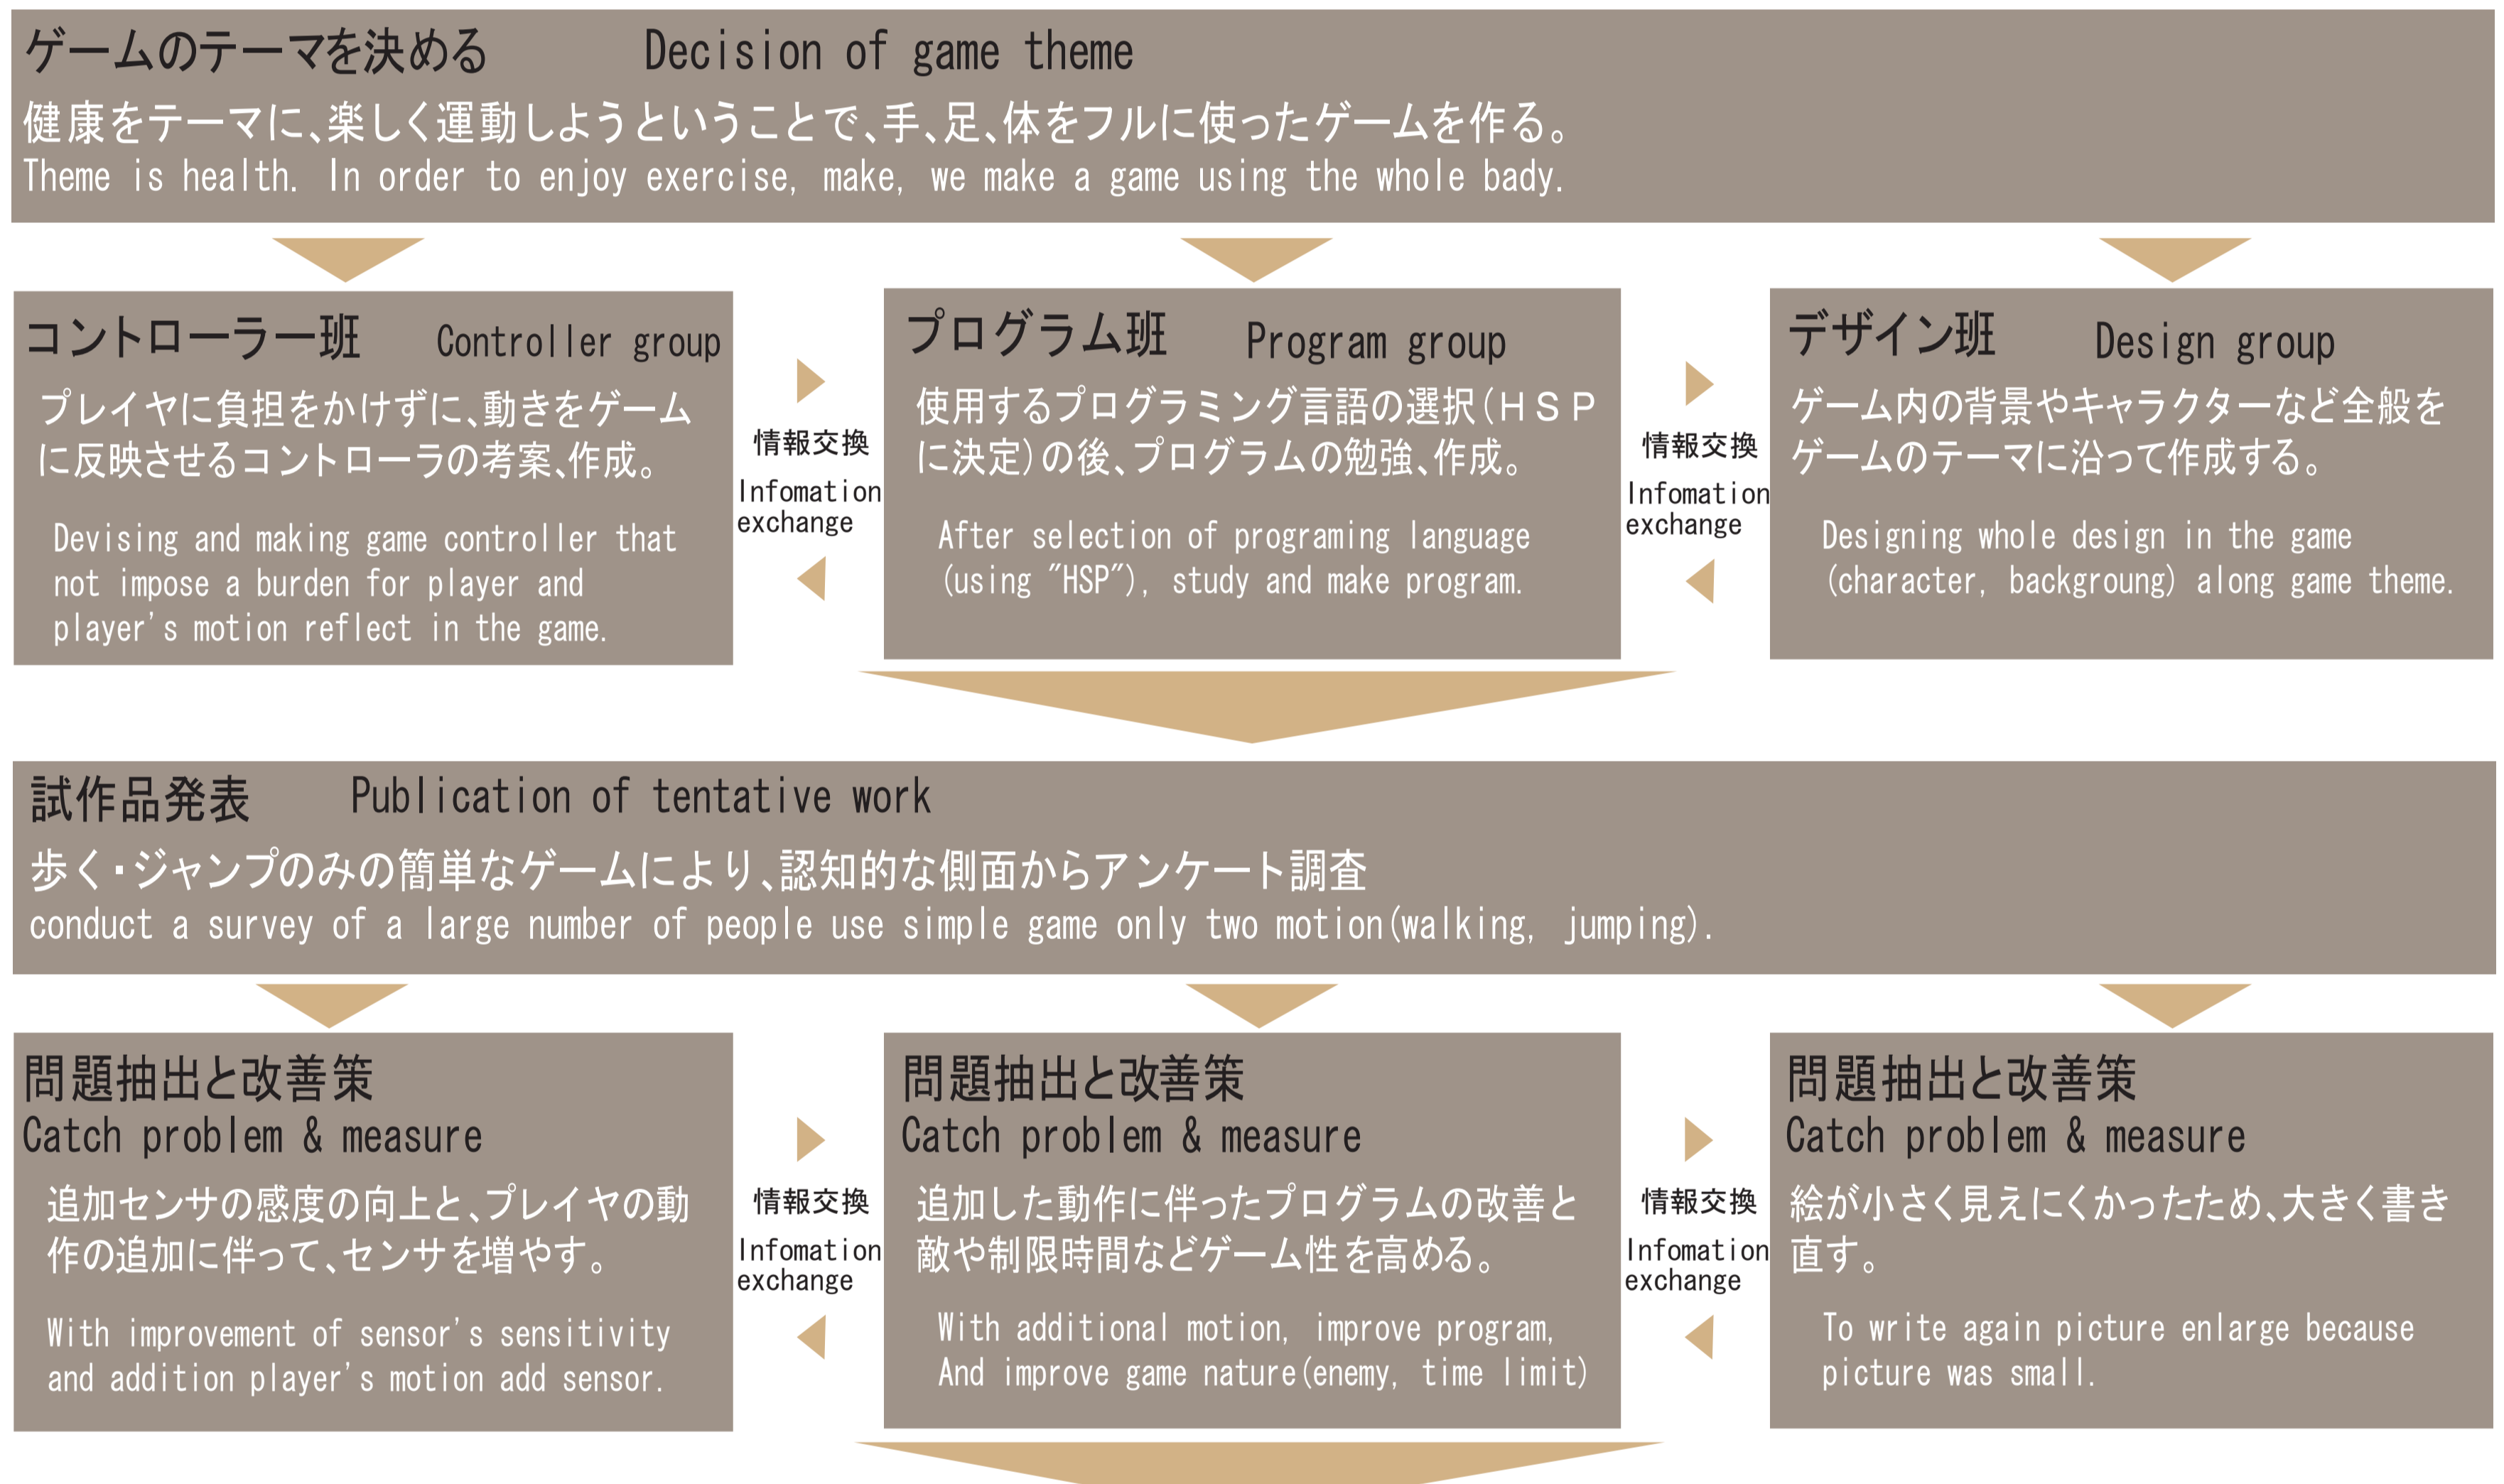 ゲームのテーマを決める Decision of game theme
健康をテーマに、楽しく運動しようということで、手、足、体をフルに使ったゲームを作る。
Theme is health. In order to enjoy exercise, make, we make a game using the whole bady.
コントローラー班 Controller group
プレイヤに負担をかけずに、動きをゲーム
に反映させるコントローラの考案、作成。
Devising and making game controller that
not impose a burden for player and
player's motion reflect in the game.
情報交換
Infomation
exchange
プログラム班 Program group
使用するプログラミング言語の選択(ＨＳＰ
に決定)の後、プログラムの勉強、作成。
After selection of programing language
(using "HSP"), study and make program.
情報交換
Infomation
exchange
デザイン班 Design group
ゲーム内の背景やキャラクターなど全般を
ゲームのテーマに沿って作成する。
Designing whole design in the game
(character, backgroung) along game theme.
試作品発表 Publication of tentative work
歩く・ジャンプのみの簡単なゲームにより、認知的な側面からアンケート調査
conduct a survey of a large number of people use simple game only two motion(walking, jumping).
問題抽出と改善策
Catch problem & measure
追加センサの感度の向上と、プレイヤの動
作の追加に伴って、センサを増やす。
With improvement of sensor's sensitivity
and addition player's motion add sensor.
情報交換
Infomation
exchange
問題抽出と改善策
Catch problem & measure
追加した動作に伴ったプログラムの改善と
敵や制限時間などゲーム性を高める。
With additional motion, improve program,
And improve game nature(enemy, time limit)
情報交換
Infomation
exchange
問題抽出と改善策
Catch problem & measure
絵が小さく見えにくかったため、大きく書き
直す。
To write again picture enlarge because
picture was small.